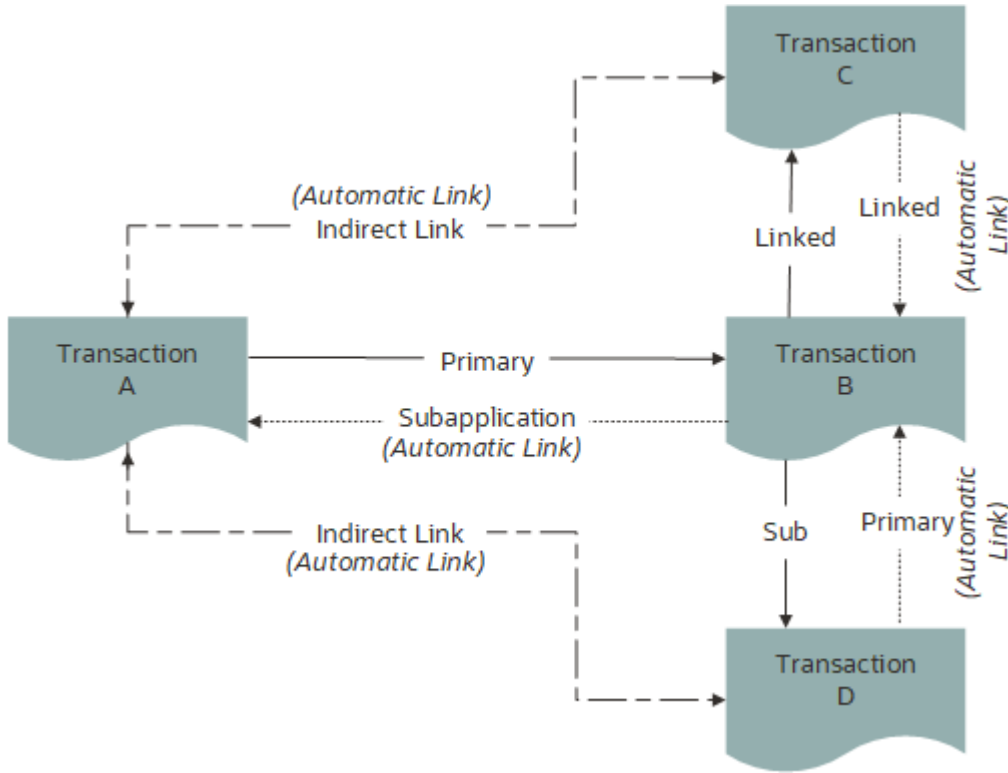 Transaction
C
(Automatic Link)
Indirect Link
Linked
Linked
(Automatic
Link)
Transaction
A
Primary
Subapplication
(Automatic Link)
Transaction
B
Indirect Link
(Automatic Link)
Sub
Primary
(Automatic
Link)
Transaction
D